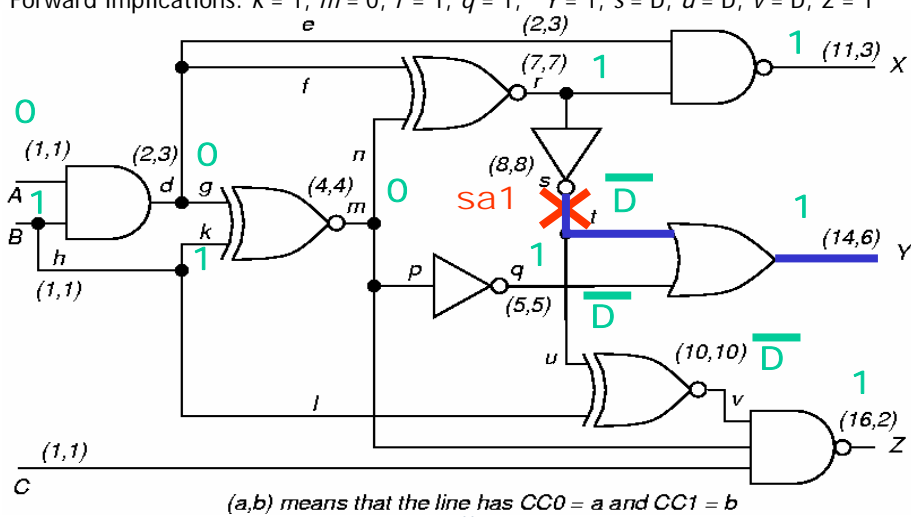 Forward Implications: k = 1, m = 0, r = 1, q = 1, Y = 1, s = D, u = D, v = D, Z = 1
e (2,3) 1 (11,3) X
f (7,7) r 1
0
(1,1) (2,3) 0 n (8,8)
A d g (4,4) m 0 s D
1 sa1 t 1
B k (14,6) Y
h 1 p q 1
(1,1) (5,5) D
u (10,10) D
l v 1
(1,1) (16,2) Z
C
(a,b) means that the line has CC0 = a and CC1 = b